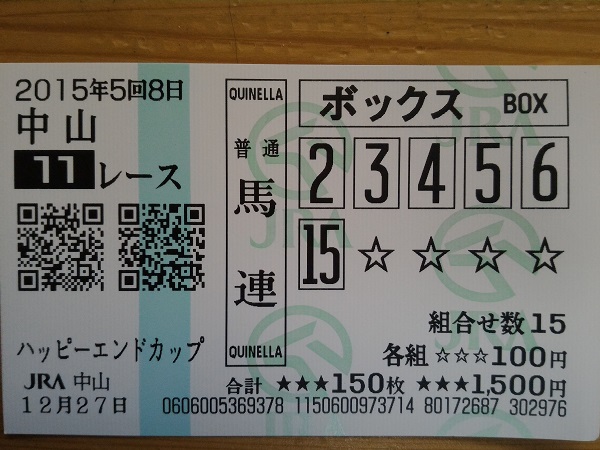 2015年5回8日
中山
11レース
ハッピーエンドカップ
JRA 中山
12月27日
QUINELLA
普通
馬連
QUINELLA
ボックス BOX
2 3 4 5 6
15 ☆ ☆ ☆ ☆
組合せ数15
各組 ☆☆☆100円
合計 ★★★150枚 ★★★1,500円
0606005369378 1150600973714 80172687 302976
JRA
JRA
JRA